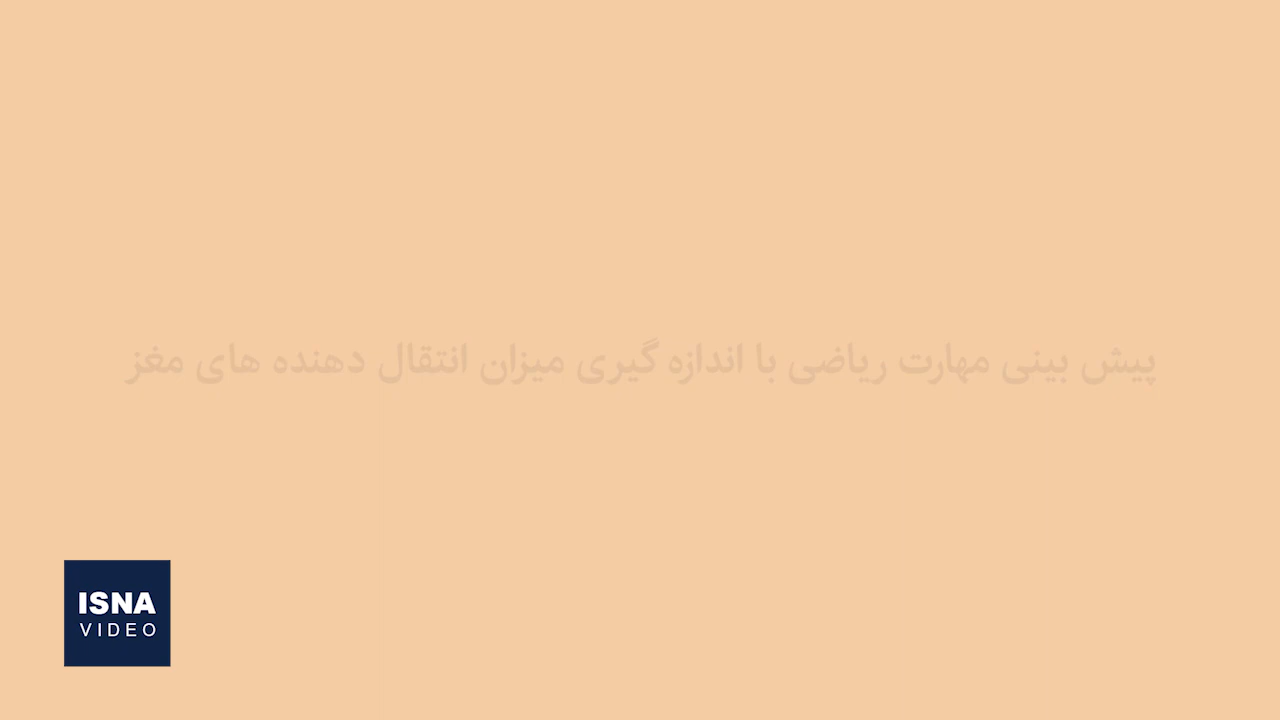 پیش بینی مهارت ریاضی با اندازه گیری میزان انتقال دهنده های مغز
ISNA
VIDEO